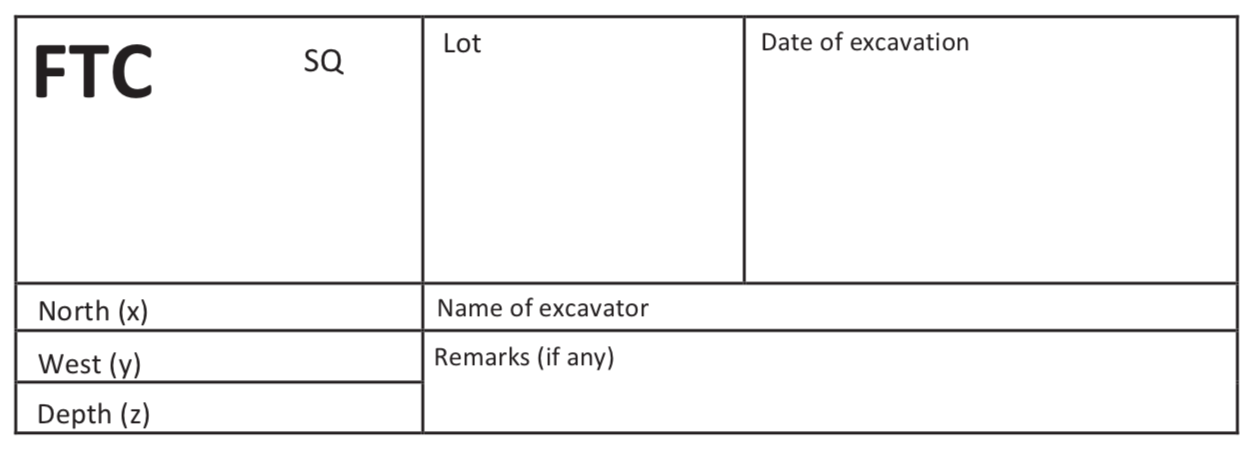 FTC SQ
Lot
Date of excavation
North (x)
Name of excavator
West (y)
Remarks (if any)
Depth (z)